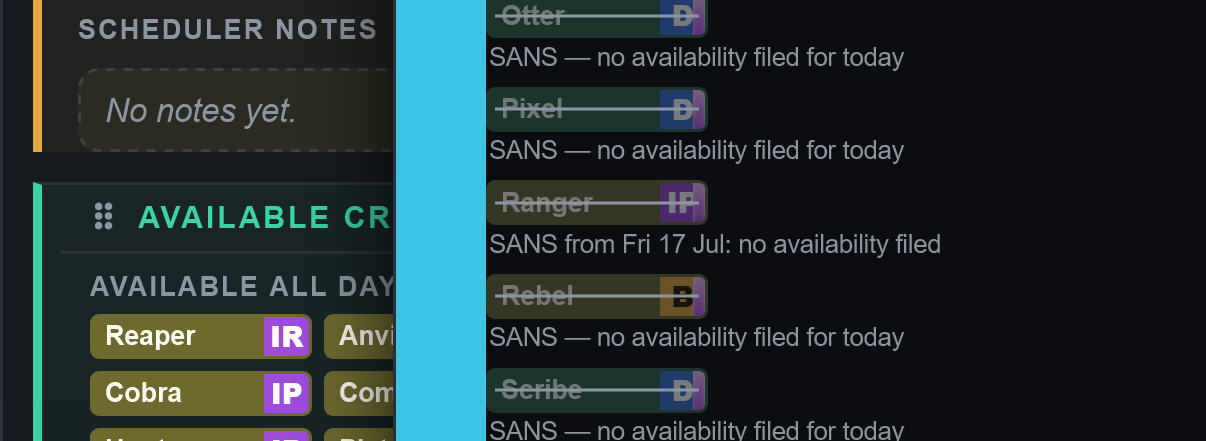 SCHEDULER NOTES
No notes yet.
AVAILABLE CR
AVAILABLE ALL DAY
Reaper IR
Anvi
Cobra IP
Com
Otter D
SANS — no availability filed for today
Pixel D
SANS — no availability filed for today
Ranger IP
SANS from Fri 17 Jul: no availability filed
Rebel B
SANS — no availability filed for today
Scribe D
SANS — no availability filed for today